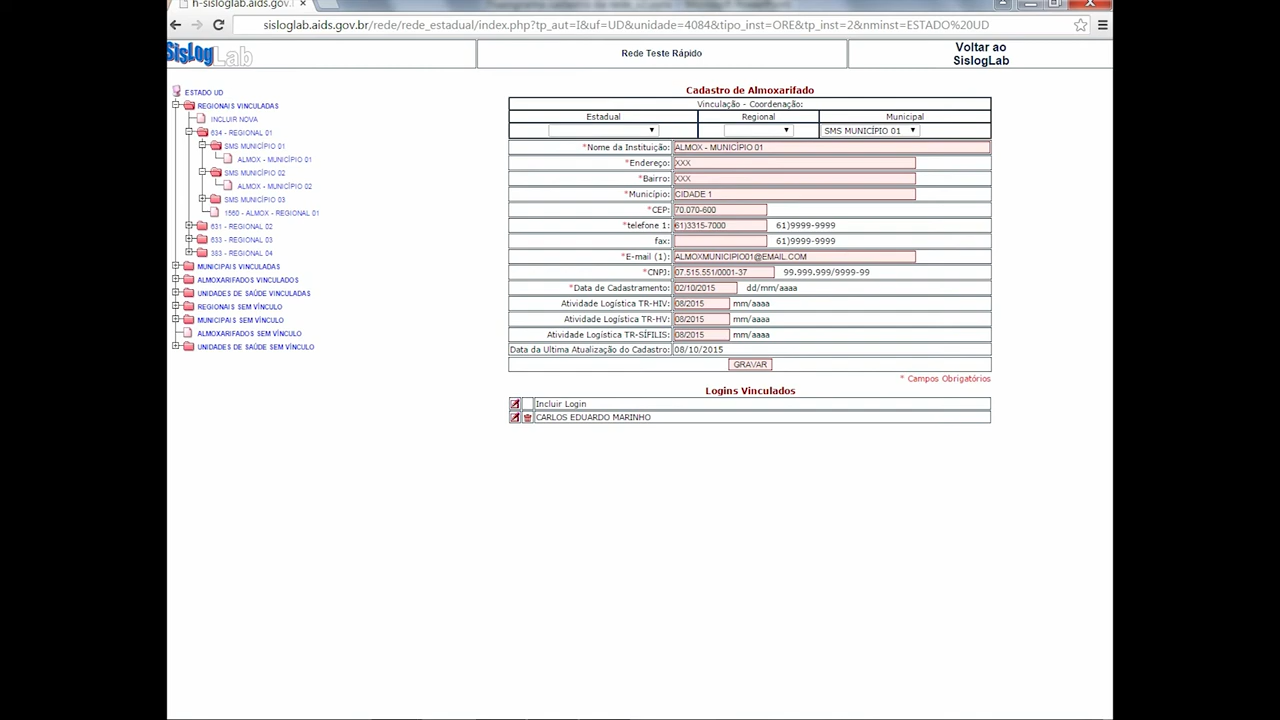 h-sisloglab.aids.gov.
h-sisloglab.aids.gov.br/rede/rede_estadual/index.php?tp_aut=I&uf=UD&unidade=4084&tipo_inst=ORE&tp_inst=2&nminst=ESTADO%20UD
SisLogLab
Rede Teste Rápido
Voltar ao
SislogLab
ESTADO UD
REGIONAIS VINCULADAS
INCLUIR NOVA
634 - REGIONAL 01
SMS MUNICÍPIO 01
ALMOX - MUNICÍPIO 01
SMS MUNICÍPIO 02
ALMOX - MUNICÍPIO 02
SMS MUNICÍPIO 03
1560 - ALMOX - REGIONAL 01
631 - REGIONAL 02
633 - REGIONAL 03
383 - REGIONAL 04
MUNICIPAIS VINCULADAS
ALMOXARIFADOS VINCULADOS
UNIDADES DE SAÚDE VINCULADAS
REGIONAIS SEM VÍNCULO
MUNICIPAIS SEM VÍNCULO
ALMOXARIFADOS SEM VÍNCULO
UNIDADES DE SAÚDE SEM VÍNCULO
Cadastro de Almoxarifado
Vinculação - Coordenação:
Estadual Regional Municipal
SMS MUNICÍPIO 01
*Nome da Instituição: ALMOX - MUNICÍPIO 01
*Endereço: XXX
*Bairro: XXX
*Município: CIDADE 1
*CEP: 70.070-600
*telefone 1: 61)3315-7000 61)9999-9999
fax: 61)9999-9999
*E-mail (1): ALMOXMUNICIPIO01@EMAIL.COM
*CNPJ: 07.515.551/0001-37 99.999.999/9999-99
*Data de Cadastramento: 02/10/2015 dd/mm/aaaa
Atividade Logística TR-HIV: 08/2015 mm/aaaa
Atividade Logística TR-HV: 08/2015 mm/aaaa
Atividade Logística TR-SÍFILIS: 08/2015 mm/aaaa
Data da Ultima Atualização do Cadastro: 08/10/2015
GRAVAR
* Campos Obrigatórios
Logins Vinculados
Incluir Login
CARLOS EDUARDO MARINHO